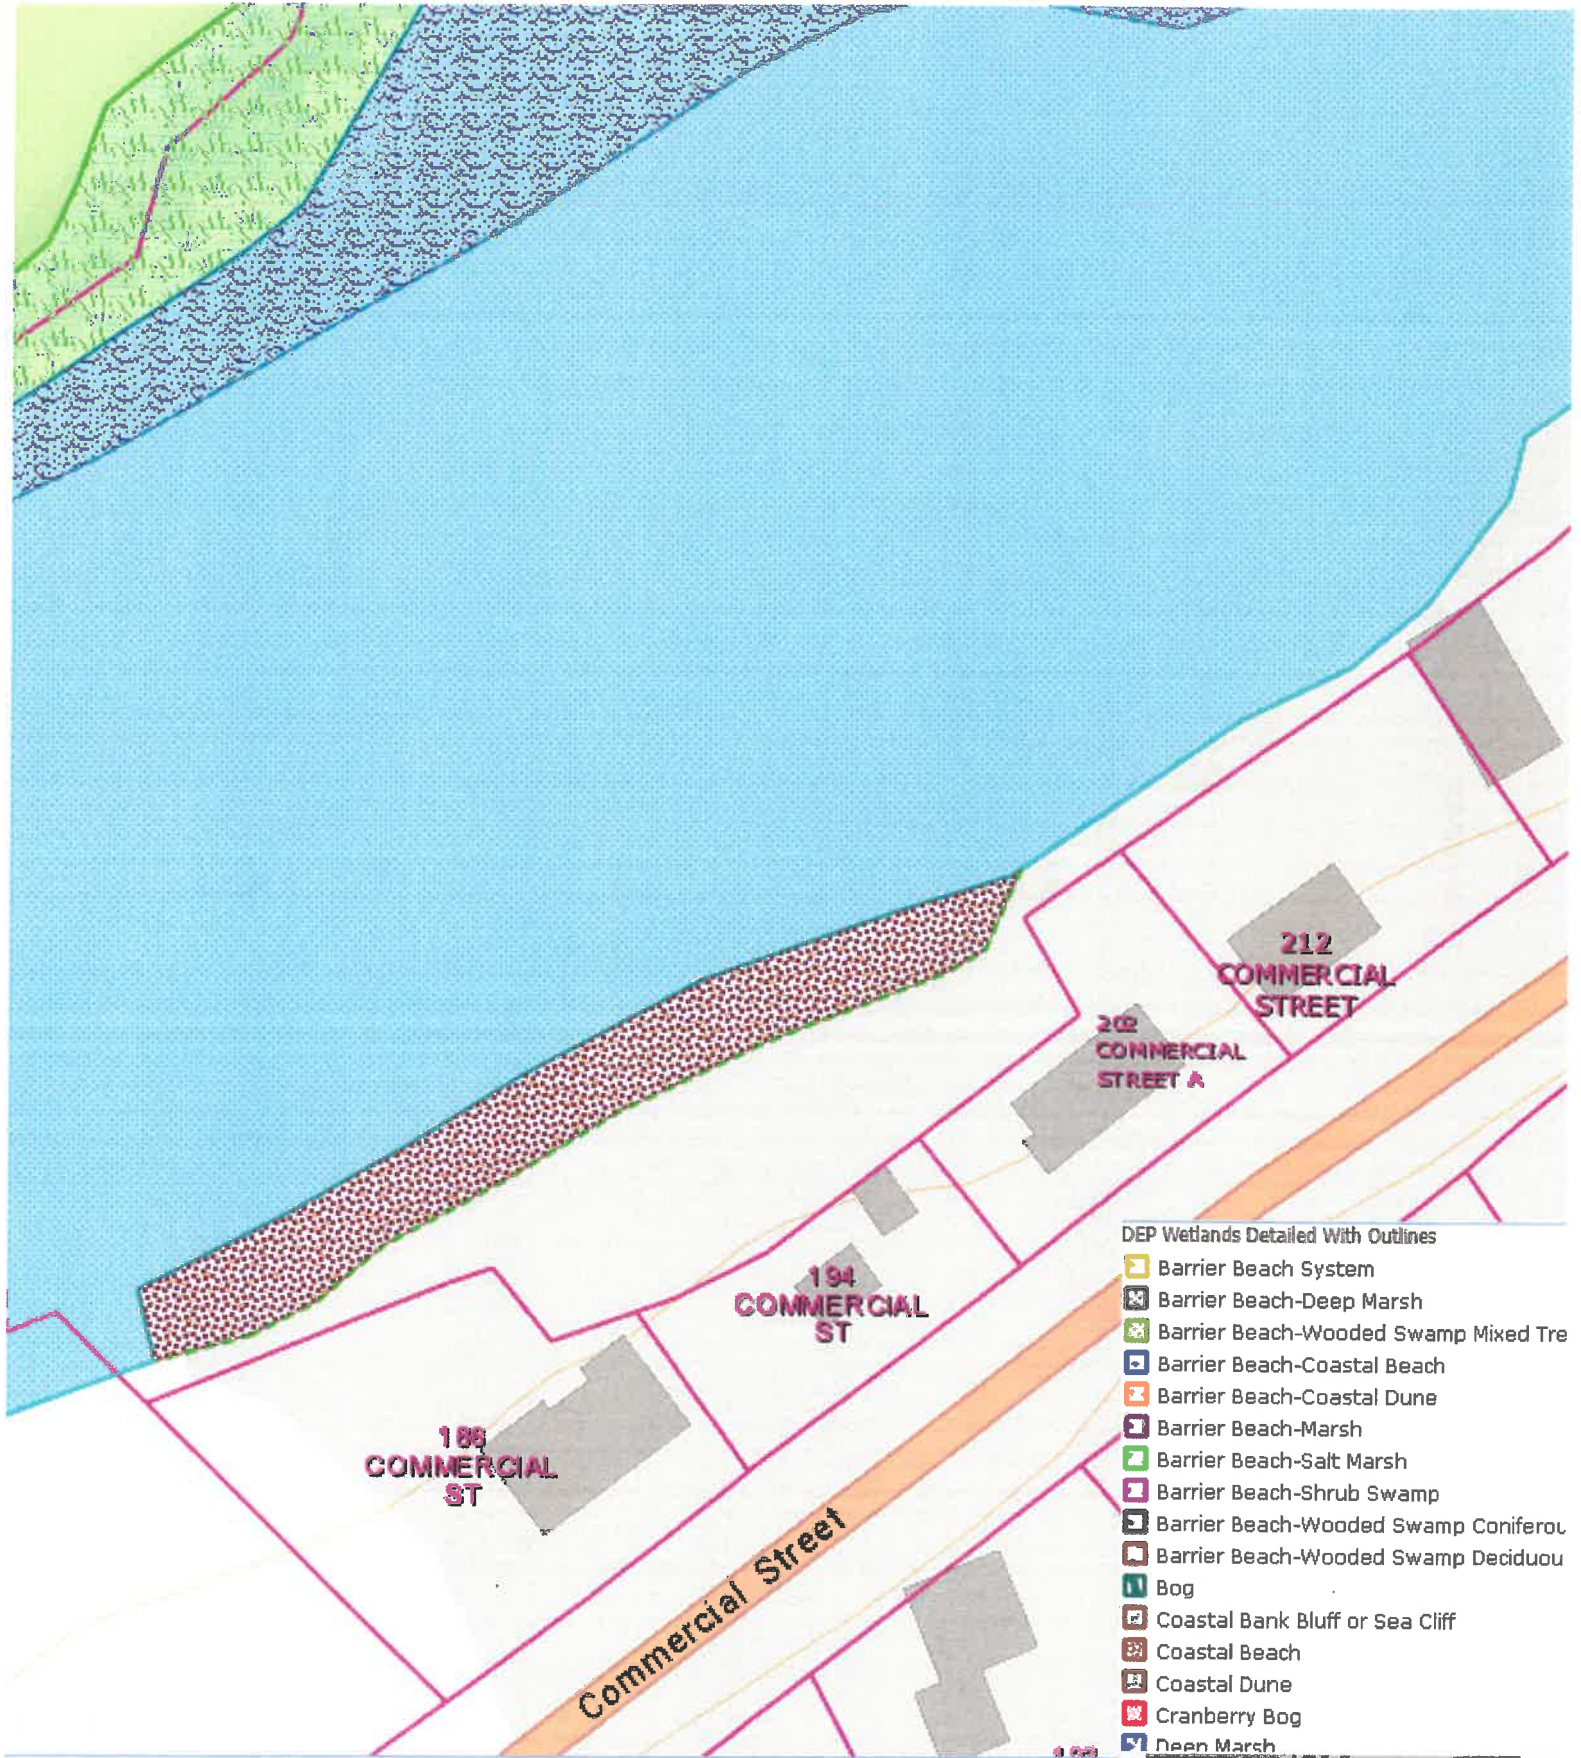 212
COMMERCIAL
STREET
202
COMMERCIAL
STREET A
194
COMMERCIAL
ST
COMMERCIAL
ST
Commercial Street
DEP Wetlands Detailed With Outlines
Barrier Beach System
Barrier Beach-Deep Marsh
Barrier Beach-Wooded Swamp Mixed Tre
Barrier Beach-Coastal Beach
Barrier Beach-Coastal Dune
Barrier Beach-Marsh
Barrier Beach-Salt Marsh
Barrier Beach-Shrub Swamp
Barrier Beach-Wooded Swamp Coniferou
Barrier Beach-Wooded Swamp Deciduou
Bog
Coastal Bank Bluff or Sea Cliff
Coastal Beach
Coastal Dune
Cranberry Bog
Deep Marsh